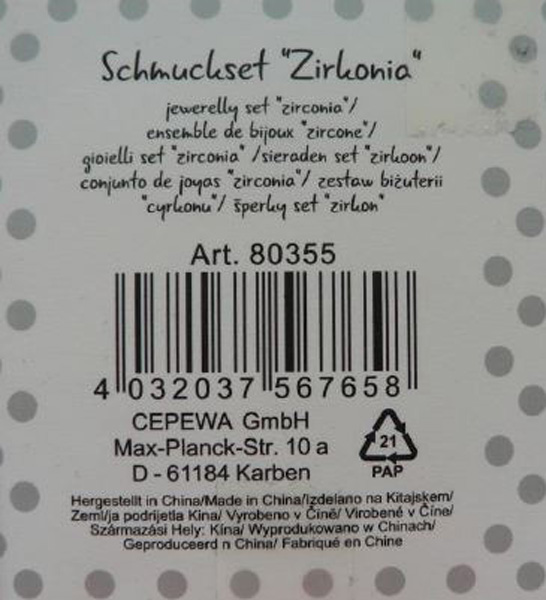 Schmuckset "Zirkonia"
jewerelly set "zirconia"/
ensemble de bijoux "zircone"/
gioielli set "zirconia" /sieraden set "zirkoon"/
conjunto de joyas "zirconia"/ zestaw biżuterii
"cyrkonu"/ šperky set "zirkon"
Art. 80355
4 032037 567658
CEPEWA GmbH
Max-Planck-Str. 10 a
D - 61184 Karben
21
PAP
Hergestellt in China/Made in China/Izdelano na Kitajskem/
Zemlja podrijetla Kina/ Vyrobeno v Číně/ Virobené v Číne/
Származási Hely: Kína/ Wyprodukowano w Chinach/
Geproduceerd n China/ Fabriqué en Chine